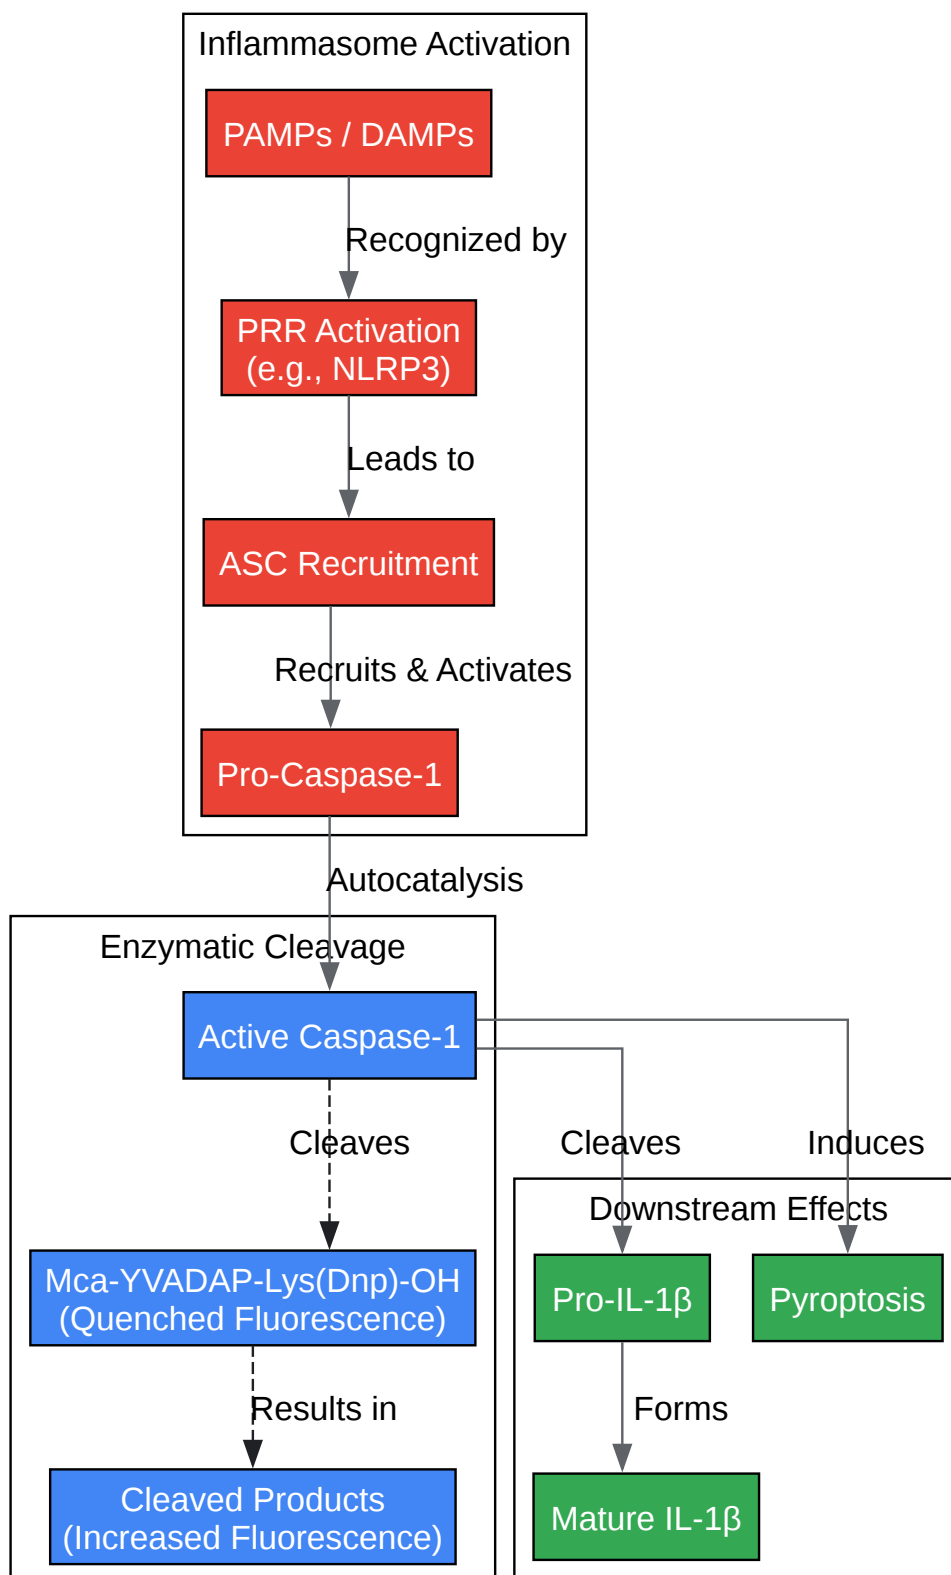 Inflammasome Activation
PAMPs / DAMPs
Recognized by
PRR Activation
(e.g., NLRP3)
Leads to
ASC Recruitment
Recruits & Activates
Pro-Caspase-1
Autocatalysis
Enzymatic Cleavage
Active Caspase-1
Cleaves
Mca-YVADAP-Lys(Dnp)-OH
(Quenched Fluorescence)
Results in
Cleaved Products
(Increased Fluorescence)
Cleaves
Induces
Downstream Effects
Pro-IL-1β
Pyroptosis
Forms
Mature IL-1β